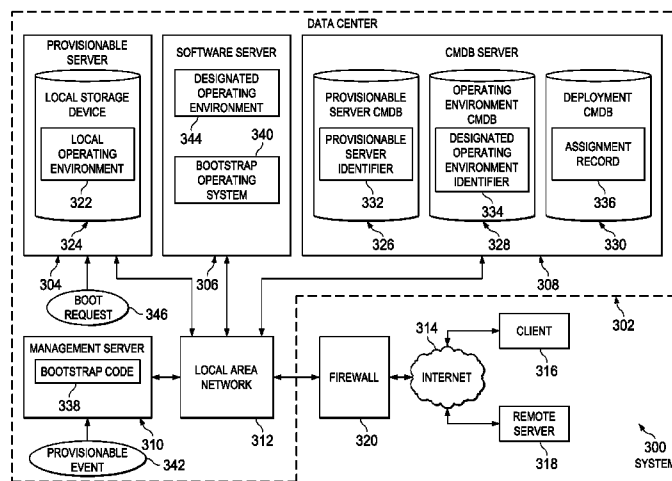 DATA CENTER
PROVISIONABLE
SERVER
LOCAL STORAGE
DEVICE
LOCAL
OPERATING
ENVIRONMENT
322
324
304
BOOT
REQUEST
346
SOFTWARE SERVER
DESIGNATED
OPERATING
ENVIRONMENT
344
340
BOOTSTRAP
OPERATING
SYSTEM
306
CMDB SERVER
PROVISIONABLE
SERVER CMDB
PROVISIONABLE
SERVER
IDENTIFIER
332
326
OPERATING
ENVIRONMENT
CMDB
DESIGNATED
OPERATING
ENVIRONMENT
IDENTIFIER
334
328
DEPLOYMENT
CMDB
ASSIGNMENT
RECORD
336
330
308
302
MANAGEMENT SERVER
BOOTSTRAP CODE
338
310
PROVISIONABLE
EVENT
342
LOCAL AREA
NETWORK
312
FIREWALL
320
314
INTERNET
CLIENT
316
REMOTE
SERVER
318
300
SYSTEM